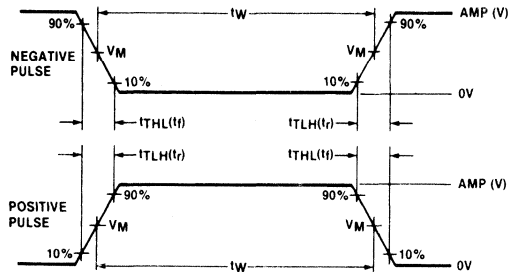 tW
AMP (V)
90%
90%
NEGATIVE
PULSE
VM
VM
10%
10%
0V
tTHL(tf)
tTLH(tr)
tTLH(tr)
tTHL(tf)
AMP (V)
POSITIVE
PULSE
90%
90%
VM
VM
10%
10%
0V
tW